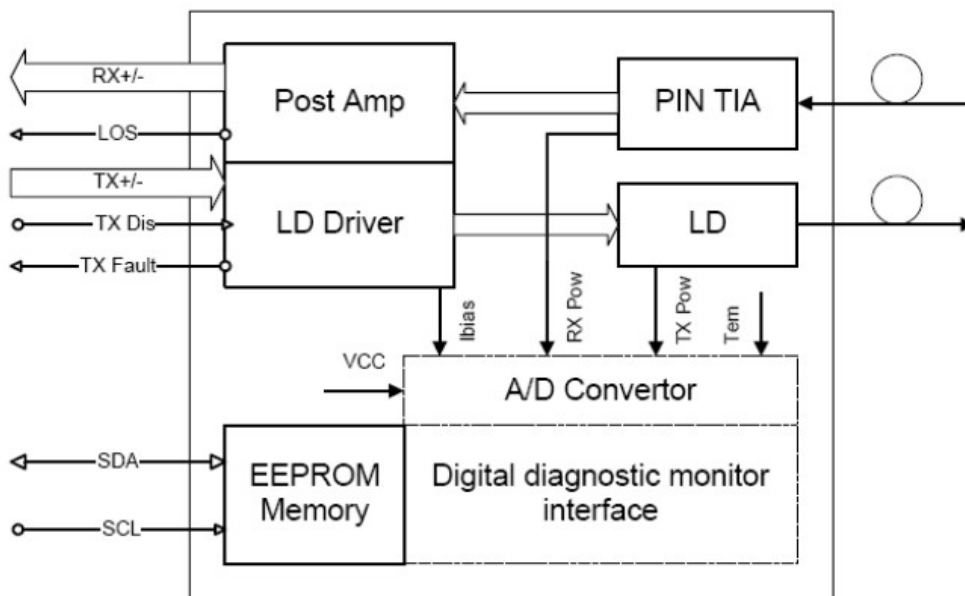 RX+/-
Post Amp
PIN TIA
LOS
TX+/-
TX Dis
LD Driver
LD
TX Fault
Ibias
RX Pow
TX Pow
Tem
VCC
A/D Convertor
SDA
EEPROM
Memory
Digital diagnostic monitor
interface
SCL